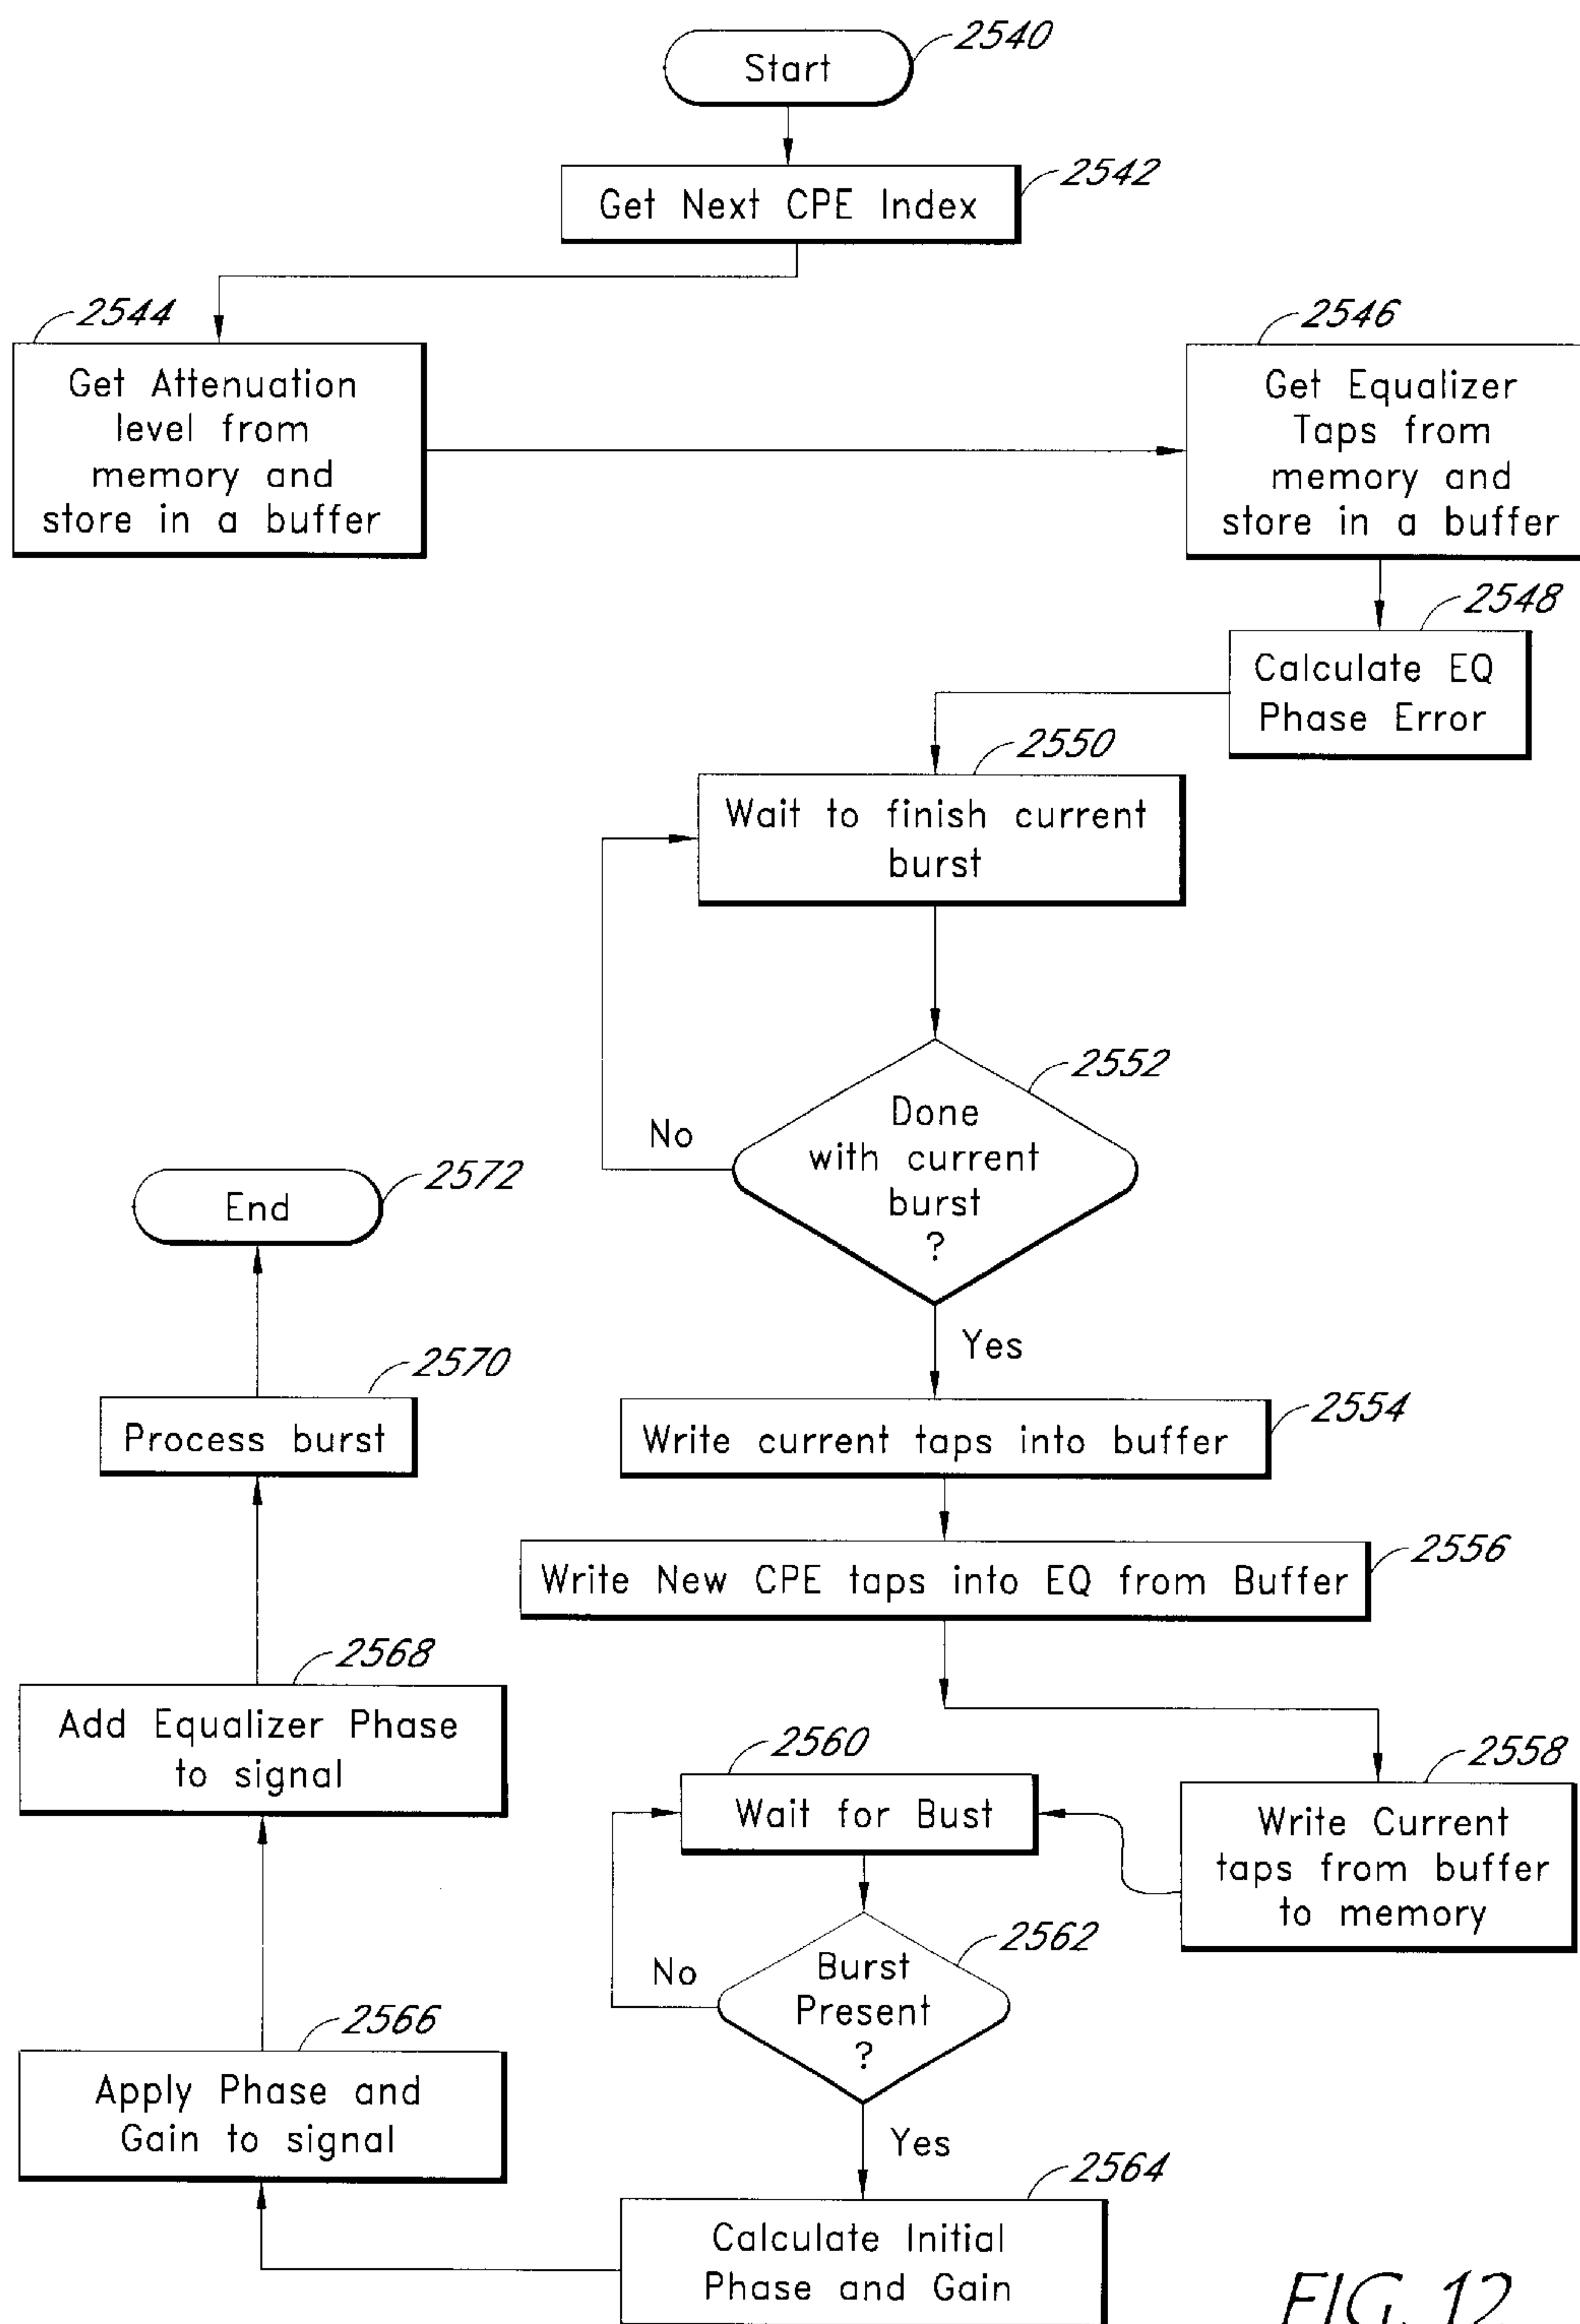 Start
2540
Get Next CPE Index
2542
2544
Get Attenuation
level from
memory and
store in a buffer
2546
Get Equalizer
Taps from
memory and
store in a buffer
2548
Calculate EQ
Phase Error
2550
Wait to finish current
burst
2552
Done
with current
burst
?
No
Yes
2554
Write current taps into buffer
2556
Write New CPE taps into EQ from Buffer
2558
Write Current
taps from buffer
to memory
2560
Wait for Bust
2562
Burst
Present
?
No
Yes
2564
Calculate Initial
Phase and Gain
2566
Apply Phase and
Gain to signal
2568
Add Equalizer Phase
to signal
2570
Process burst
2572
End
FIG. 12